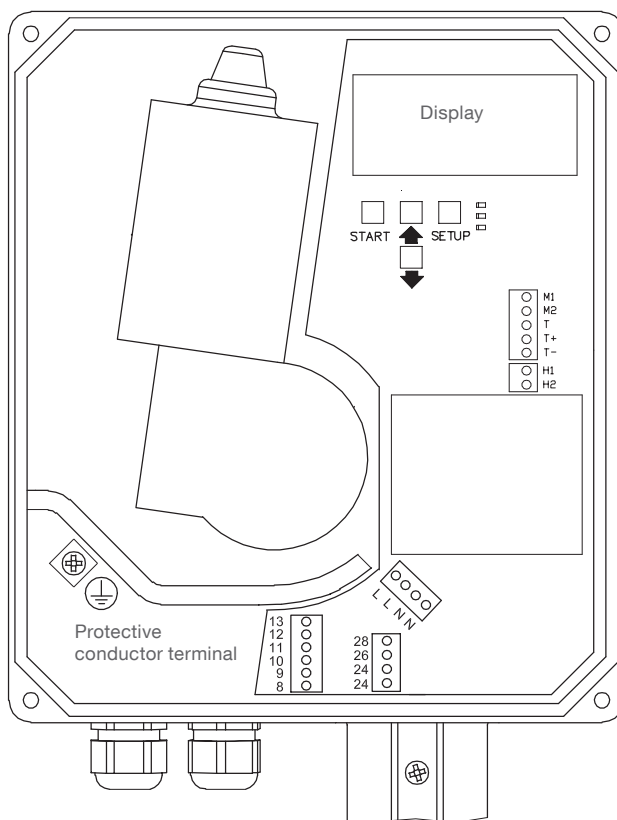 Display
START
SETUP
M1
M2
T
T+
T-
H1
H2
L L N N
Protective
conductor terminal
13
12
11
10
9
8
28
26
24
24